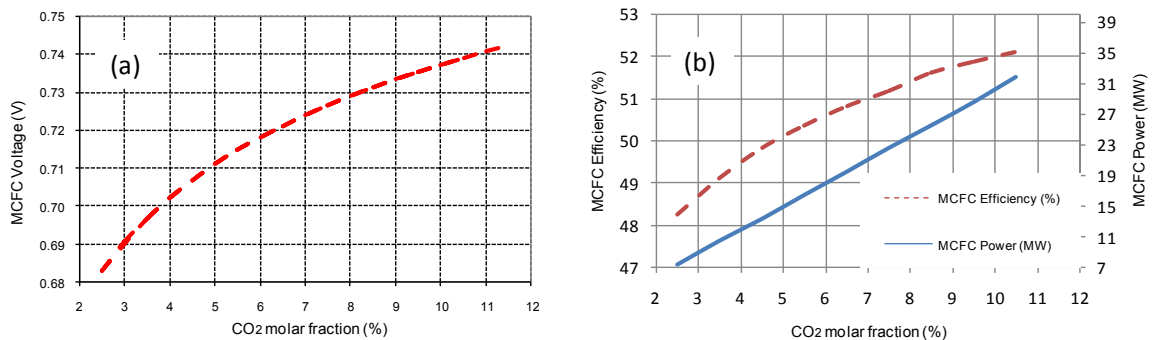 (a)
MCFC Voltage (V)
0.75
0.74
0.73
0.72
0.71
0.70
0.69
0.68
2 3 4 5 6 7 8 9 10 11 12
CO2 molar fraction (%)
(b)
MCFC Efficiency (%)
53
52
51
50
49
48
47
39
35
31
27
23
19
15
11
7
MCFC Power (MW)
MCFC Efficiency (%)
MCFC Power (MW)
2 3 4 5 6 7 8 9 10 11 12
CO2 molar fraction (%)